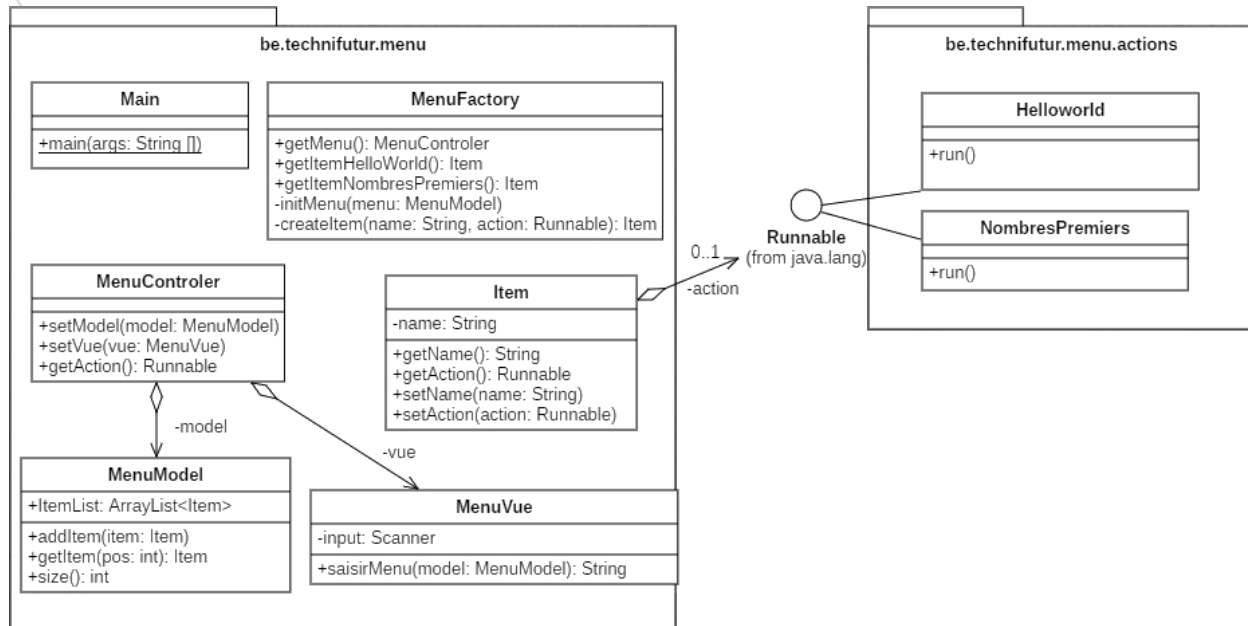 be.technifutur.menu
Main
+main(args: String [])
MenuFactory
+getMenu(): MenuControler
+getItemHelloWorld(): Item
+getItemNombresPremiers(): Item
-initMenu(menu: MenuModel)
-createItem(name: String, action: Runnable): Item
MenuControler
+setModel(model: MenuModel)
+setVue(vue: MenuVue)
+getAction(): Runnable
Item
-name: String
+getName(): String
+getAction(): Runnable
+setName(name: String)
+setAction(action: Runnable)
0..1
-action
-model
-vue
MenuModel
+ItemList: ArrayList<Item>
+addItem(item: Item)
+getItem(pos: int): Item
+size(): int
MenuVue
-input: Scanner
+saisirMenu(model: MenuModel): String
Runnable
(from java.lang)
be.technifutur.menu.actions
Helloworld
+run()
NombresPremiers
+run()